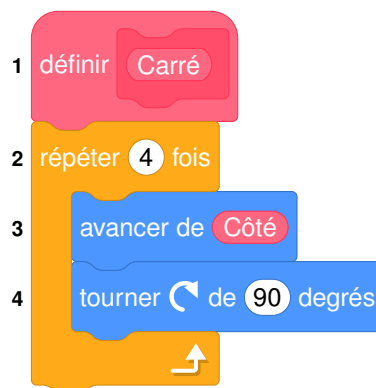 1 définir Carré
2 répéter 4 fois
3 avancer de Côté
4 tourner de 90 degrés